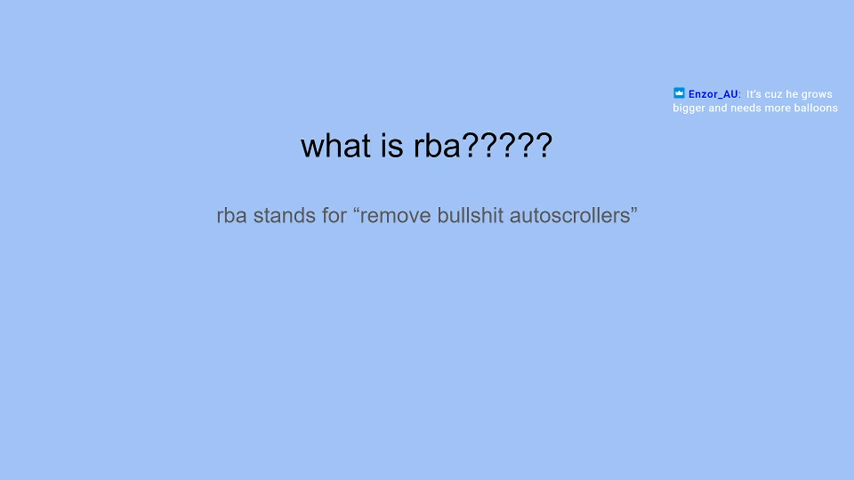 Enzor_AU: It's cuz he grows
bigger and needs more balloons
what is rba?????
rba stands for “remove bullshit autoscrollers”